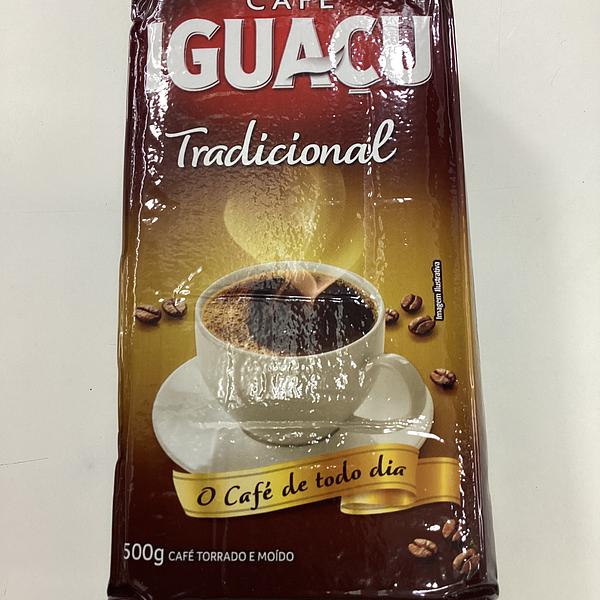 CAFÉ
IGUAÇU
Tradicional
Imagem Ilustrativa
O Café de todo dia
500g CAFÉ TORRADO E MOÍDO